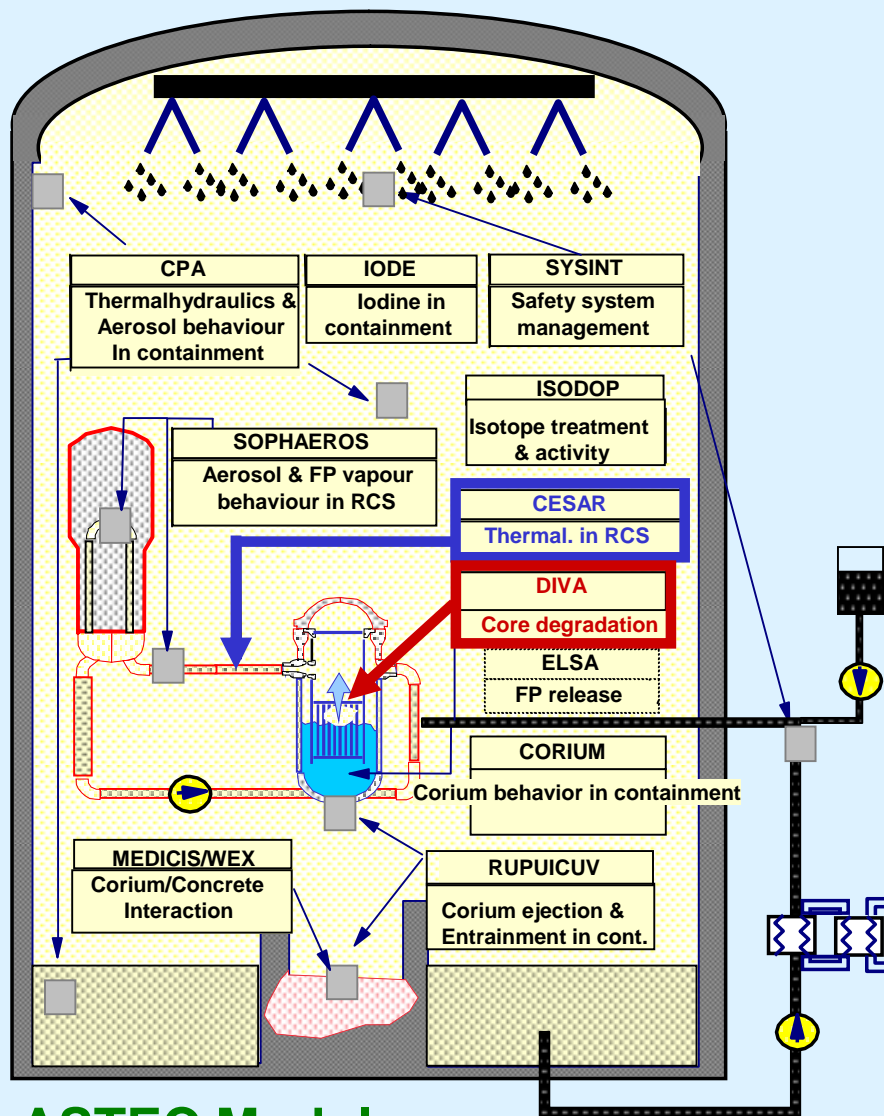 CPA
Thermalhydraulics &
Aerosol behaviour
In containment
IODE
Iodine in
containment
SYSINT
Safety system
management
ISODOP
Isotope treatment
& activity
SOPHAEROS
Aerosol & FP vapour
behaviour in RCS
CESAR
Thermal. in RCS
DIVA
Core degradation
ELSA
FP release
CORIUM
Corium behavior in containment
MEDICIS/WEX
Corium/Concrete
Interaction
RUPUICUV
Corium ejection &
Entrainment in cont.